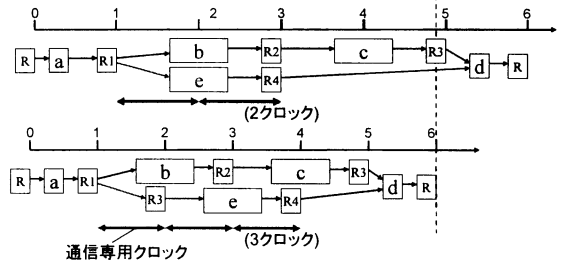 0 1 2 3 4 5 6
R a R1 b R2 c R3 d R
e R4
(2クロック)
0 1 2 3 4 5 6
R a R1 b R2 c R3 d R
R3 e R4
(3クロック)
通信専用クロック